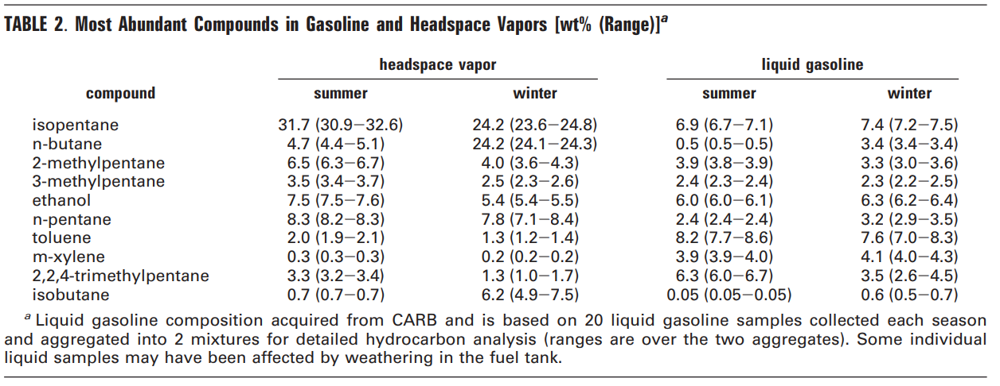 TABLE 2. Most Abundant Compounds in Gasoline and Headspace Vapors [wt% (Range)]a
headspace vapor liquid gasoline
compound summer winter summer winter
isopentane 31.7 (30.9−32.6) 24.2 (23.6−24.8) 6.9 (6.7−7.1) 7.4 (7.2−7.5)
n-butane 4.7 (4.4−5.1) 24.2 (24.1−24.3) 0.5 (0.5−0.5) 3.4 (3.4−3.4)
2-methylpentane 6.5 (6.3−6.7) 4.0 (3.6−4.3) 3.9 (3.8−3.9) 3.3 (3.0−3.6)
3-methylpentane 3.5 (3.4−3.7) 2.5 (2.3−2.6) 2.4 (2.3−2.4) 2.3 (2.2−2.5)
ethanol 7.5 (7.5−7.6) 5.4 (5.4−5.5) 6.0 (6.0−6.1) 6.3 (6.2−6.4)
n-pentane 8.3 (8.2−8.3) 7.8 (7.1−8.4) 2.4 (2.4−2.4) 3.2 (2.9−3.5)
toluene 2.0 (1.9−2.1) 1.3 (1.2−1.4) 8.2 (7.7−8.6) 7.6 (7.0−8.3)
m-xylene 0.3 (0.3−0.3) 0.2 (0.2−0.2) 3.9 (3.9−4.0) 4.1 (4.0−4.3)
2,2,4-trimethylpentane 3.3 (3.2−3.4) 1.3 (1.0−1.7) 6.3 (6.0−6.7) 3.5 (2.6−4.5)
isobutane 0.7 (0.7−0.7) 6.2 (4.9−7.5) 0.05 (0.05−0.05) 0.6 (0.5−0.7)
a Liquid gasoline composition acquired from CARB and is based on 20 liquid gasoline samples collected each season
and aggregated into 2 mixtures for detailed hydrocarbon analysis (ranges are over the two aggregates). Some individual
liquid samples may have been affected by weathering in the fuel tank.